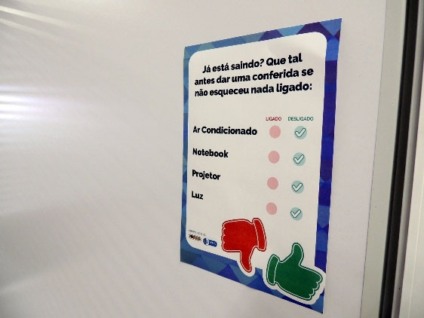 Já está saindo? Que tal
antes dar uma conferida se
não esqueceu nada ligado:
LIGADO DESLIGADO
Ar Condicionado
Notebook
Projetor
Luz